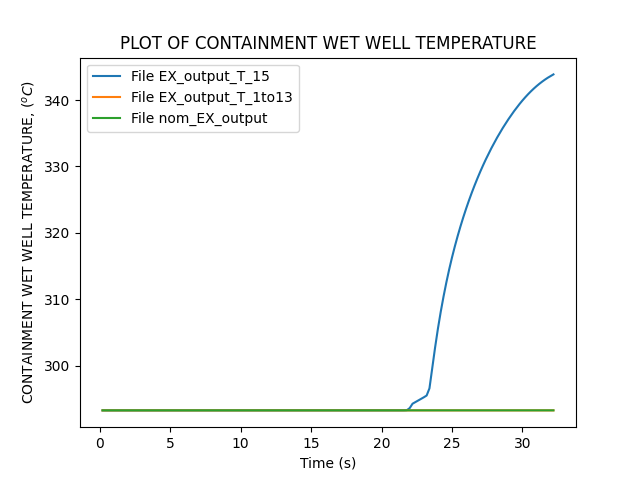 PLOT OF CONTAINMENT WET WELL TEMPERATURE
File EX_output_T_15
File EX_output_T_1to13
File nom_EX_output
CONTAINMENT WET WELL TEMPERATURE, (°C)
340
330
320
310
300
0 5 10 15 20 25 30
Time (s)